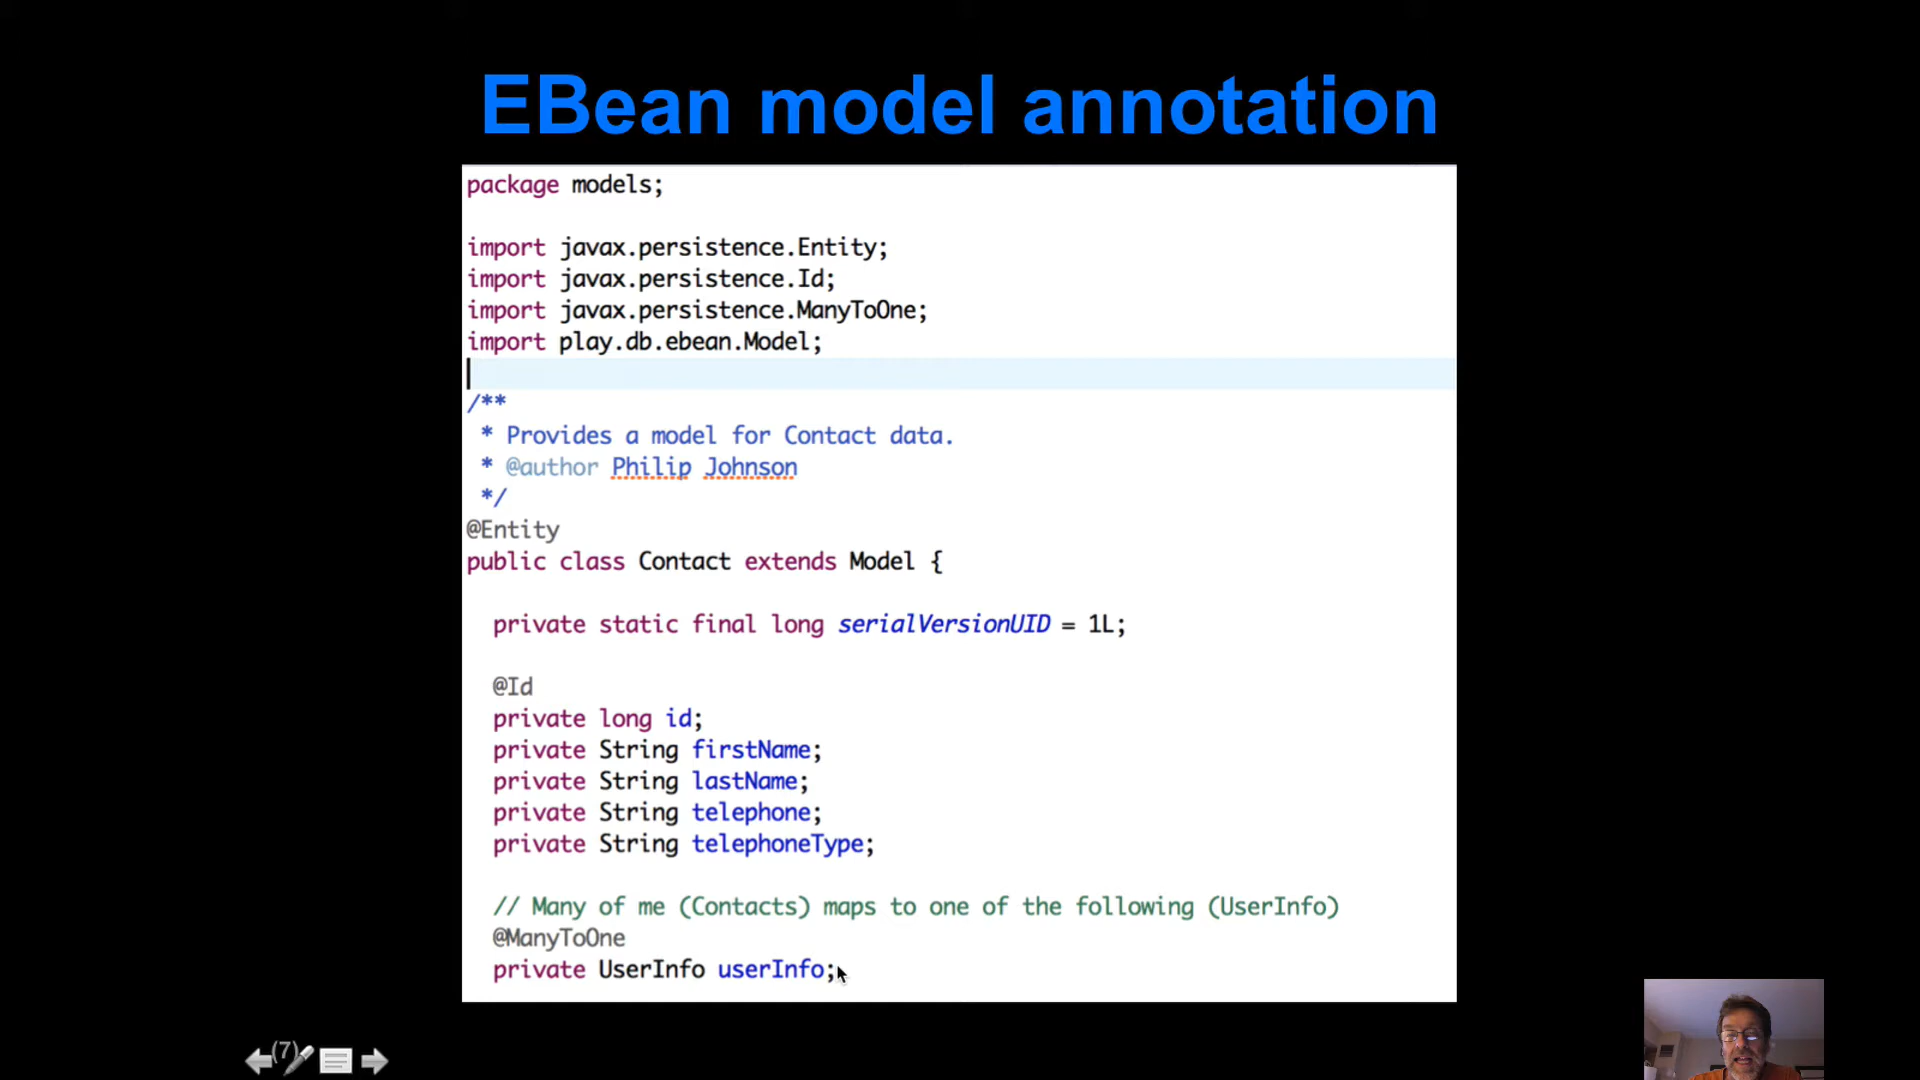 EBean model annotation
package models;
import javax.persistence.Entity;
import javax.persistence.Id;
import javax.persistence.ManyToOne;
import play.db.ebean.Model;
/**
* Provides a model for Contact data.
* @author Philip Johnson
*/
@Entity
public class Contact extends Model {
private static final long serialVersionUID = 1L;
@Id
private long id;
private String firstName;
private String lastName;
private String telephone;
private String telephoneType;
// Many of me (Contacts) maps to one of the following (UserInfo)
@ManyToOne
private UserInfo userInfo;
(7)